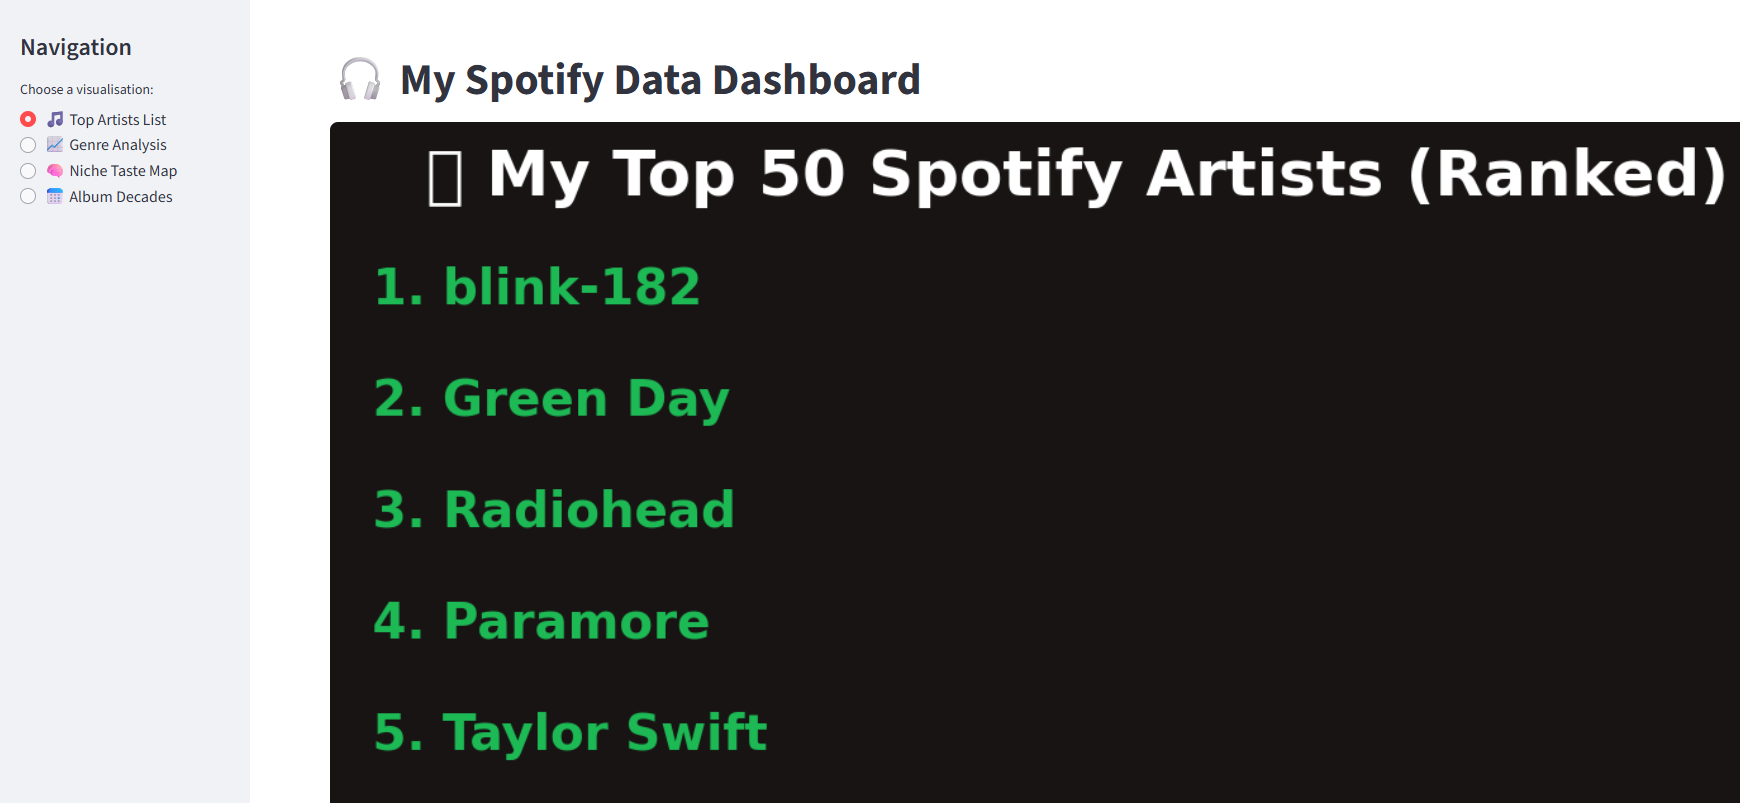 Navigation
Choose a visualisation:
🎵 Top Artists List
📈 Genre Analysis
🧠 Niche Taste Map
📅 Album Decades
🎧 My Spotify Data Dashboard
▯ My Top 50 Spotify Artists (Ranked)
1. blink-182
2. Green Day
3. Radiohead
4. Paramore
5. Taylor Swift